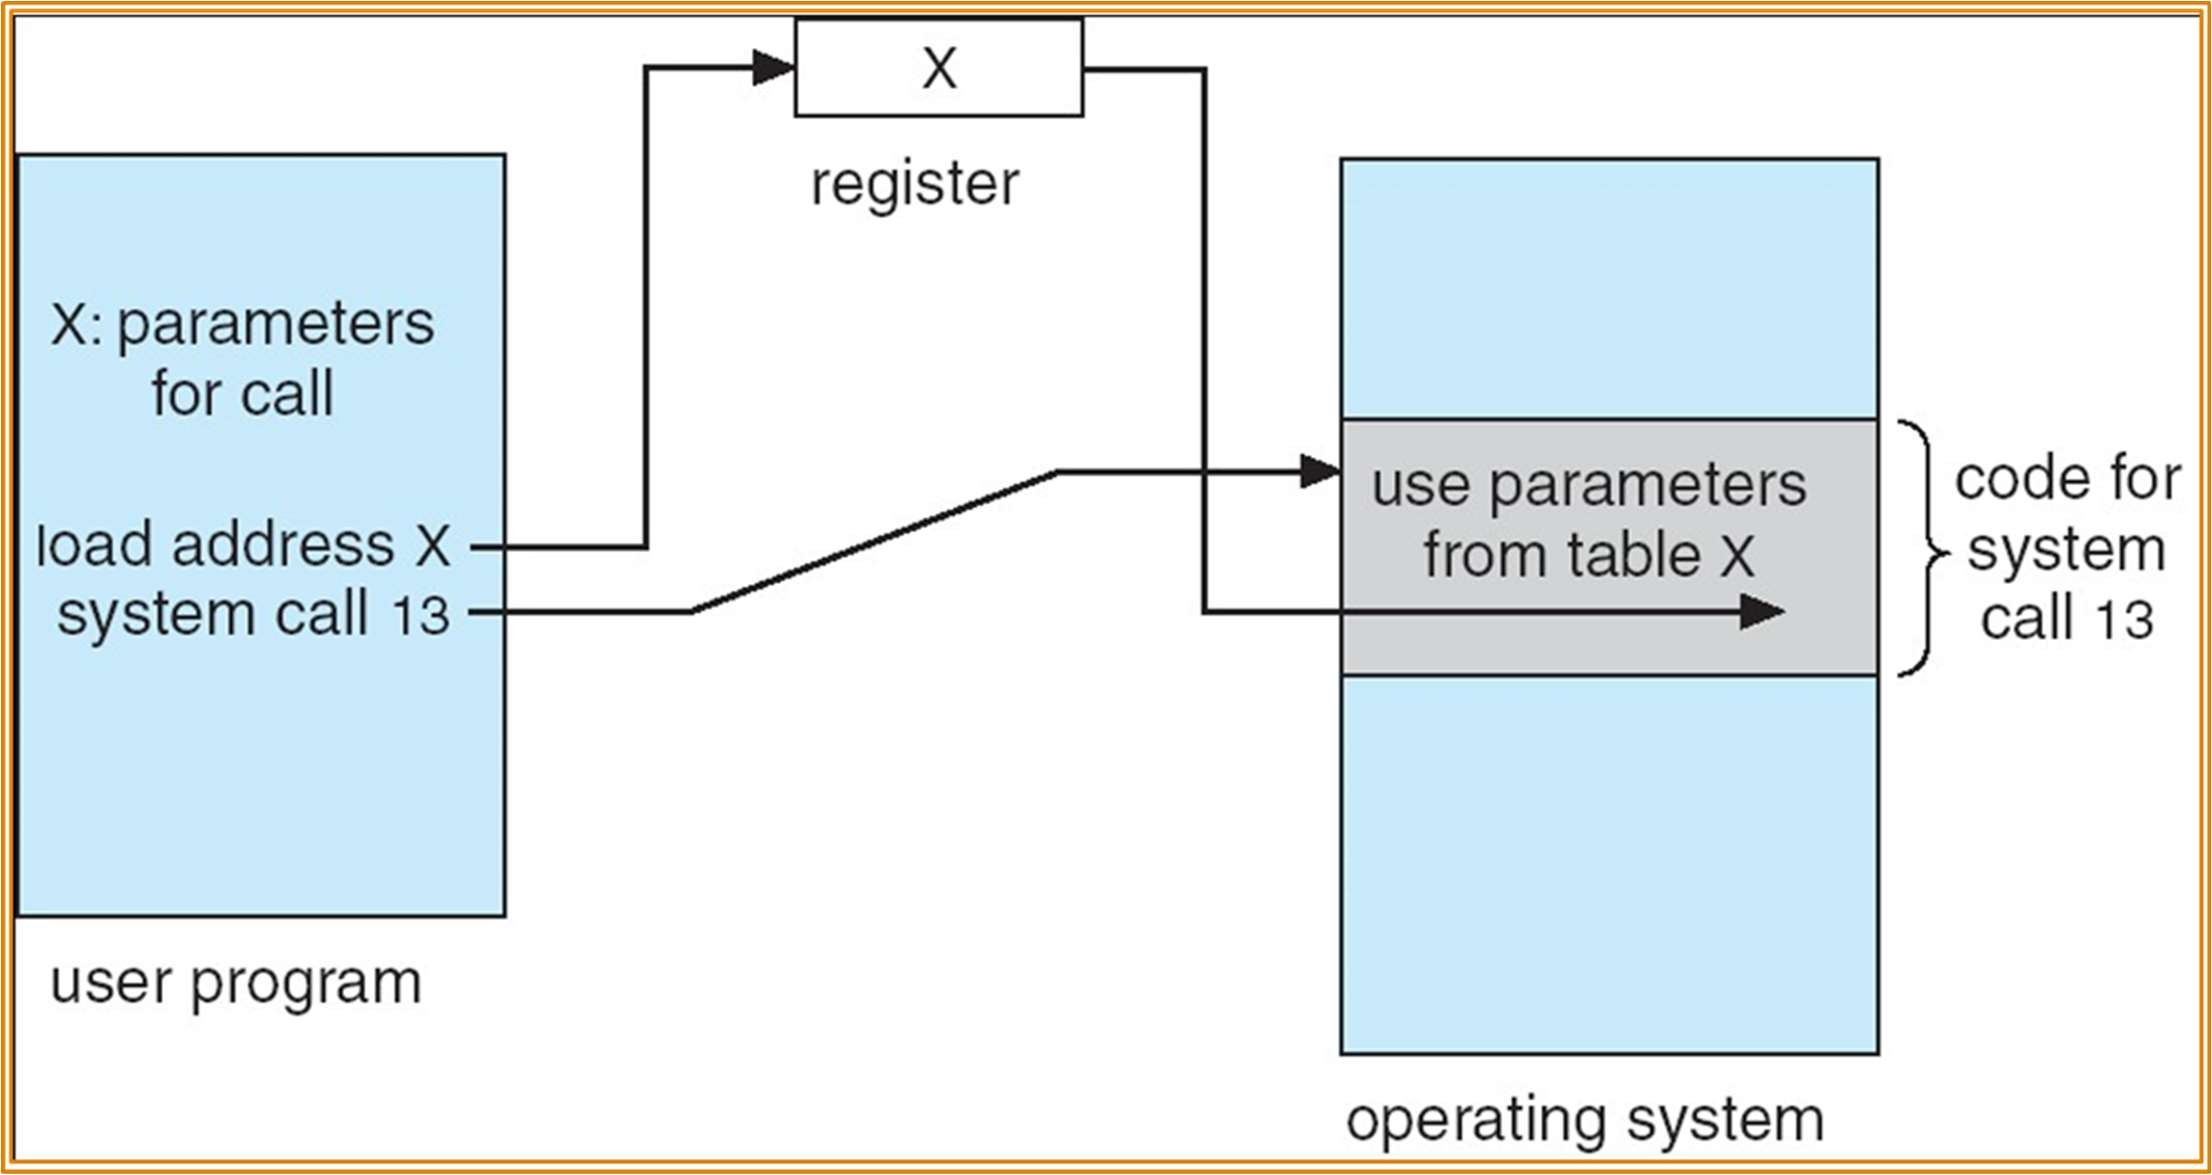 X
register
X: parameters
for call
load address X
system call 13
user program
use parameters
from table X
code for
system
call 13
operating system